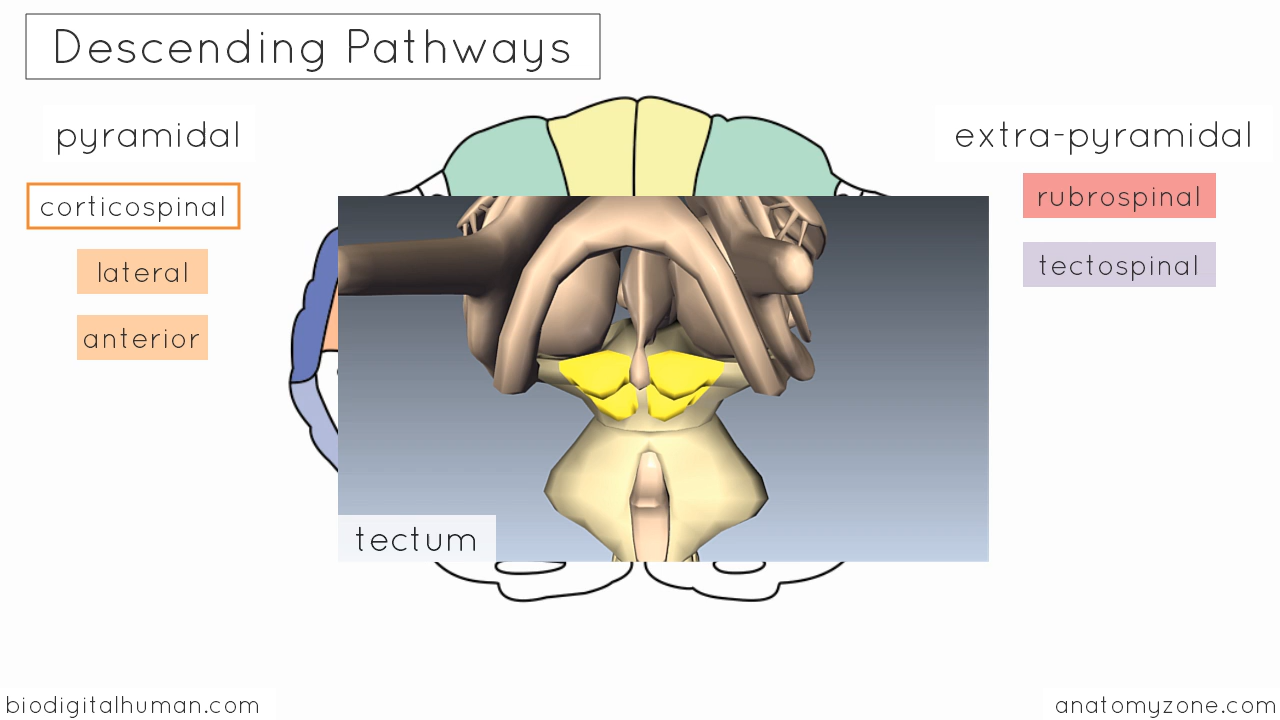 Descending Pathways
pyramidal
corticospinal
lateral
anterior
extra-pyramidal
rubrospinal
tectospinal
tectum
biodigitalhuman.com
anatomyzone.com